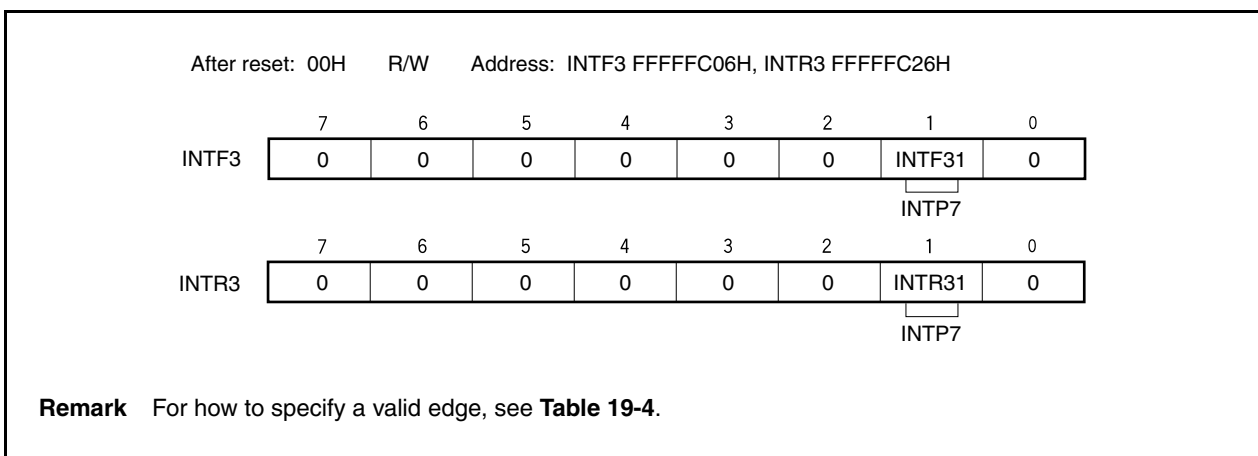 After reset: 00H R/W Address: INTF3 FFFFFC06H, INTR3 FFFFFC26H
7 6 5 4 3 2 1 0
INTF3 0 0 0 0 0 0 INTF31 0
INTP7
7 6 5 4 3 2 1 0
INTR3 0 0 0 0 0 0 INTR31 0
INTP7
Remark For how to specify a valid edge, see Table 19-4.